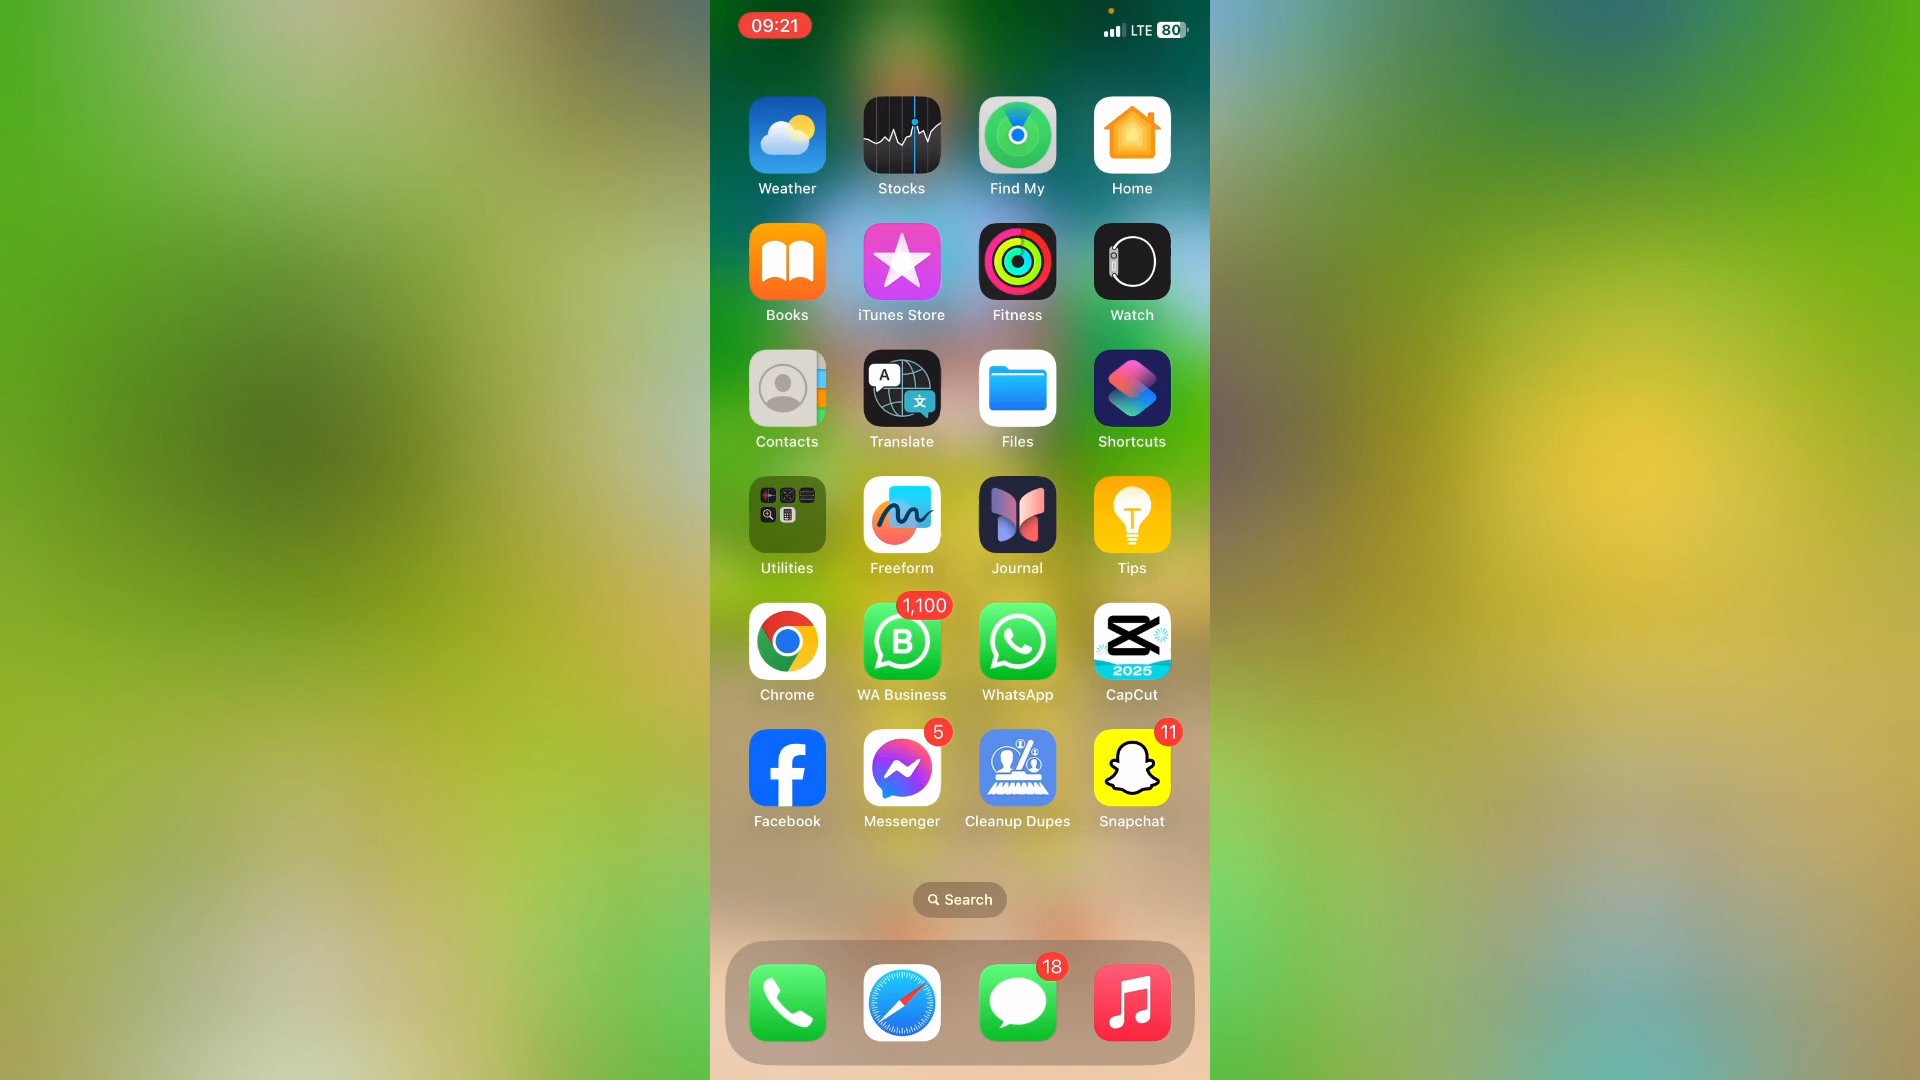 09:21
LTE 80
Weather Stocks Find My Home
Books iTunes Store Fitness Watch
A
文
Contacts Translate Files Shortcuts
T
Utilities Freeform Journal Tips
1,100
B
2025
Chrome WA Business WhatsApp CapCut
5 11
Facebook Messenger Cleanup Dupes Snapchat
Search
18